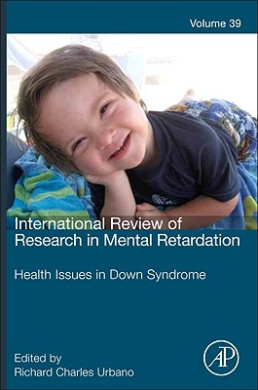 Volume 39
International Review of
Research in Mental Retardation
Health Issues in Down Syndrome
Edited by
Richard Charles Urbano
AP